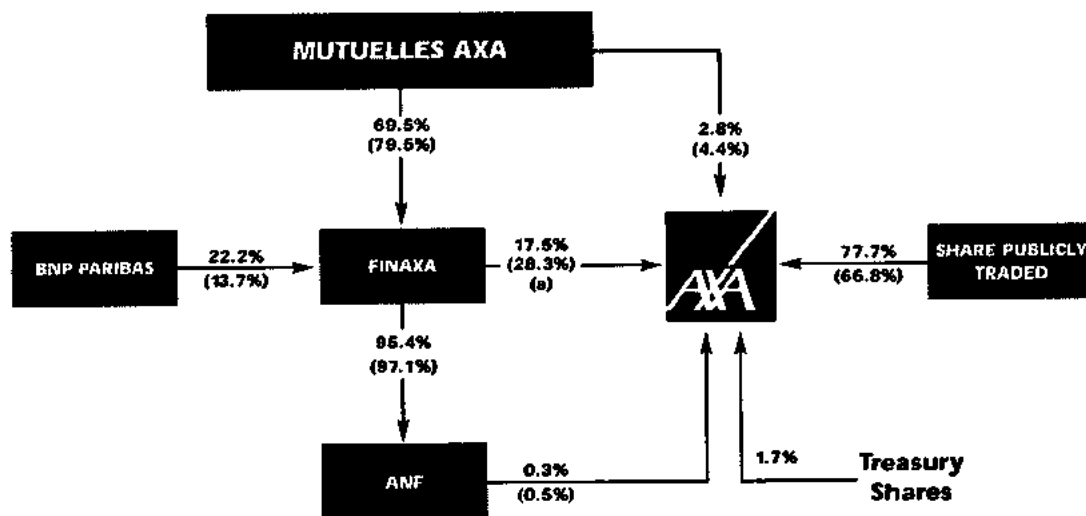 MUTUELLES AXA
69.5%
(79.5%)
2.8%
(4.4%)
BNP PARIBAS
22.2%
(13.7%)
FINAXA
17.5%
(28.3%)
(a)
AXA
77.7%
(66.8%)
SHARE PUBLICLY
TRADED
95.4%
(97.1%)
ANF
0.3%
(0.5%)
1.7%
Treasury
Shares